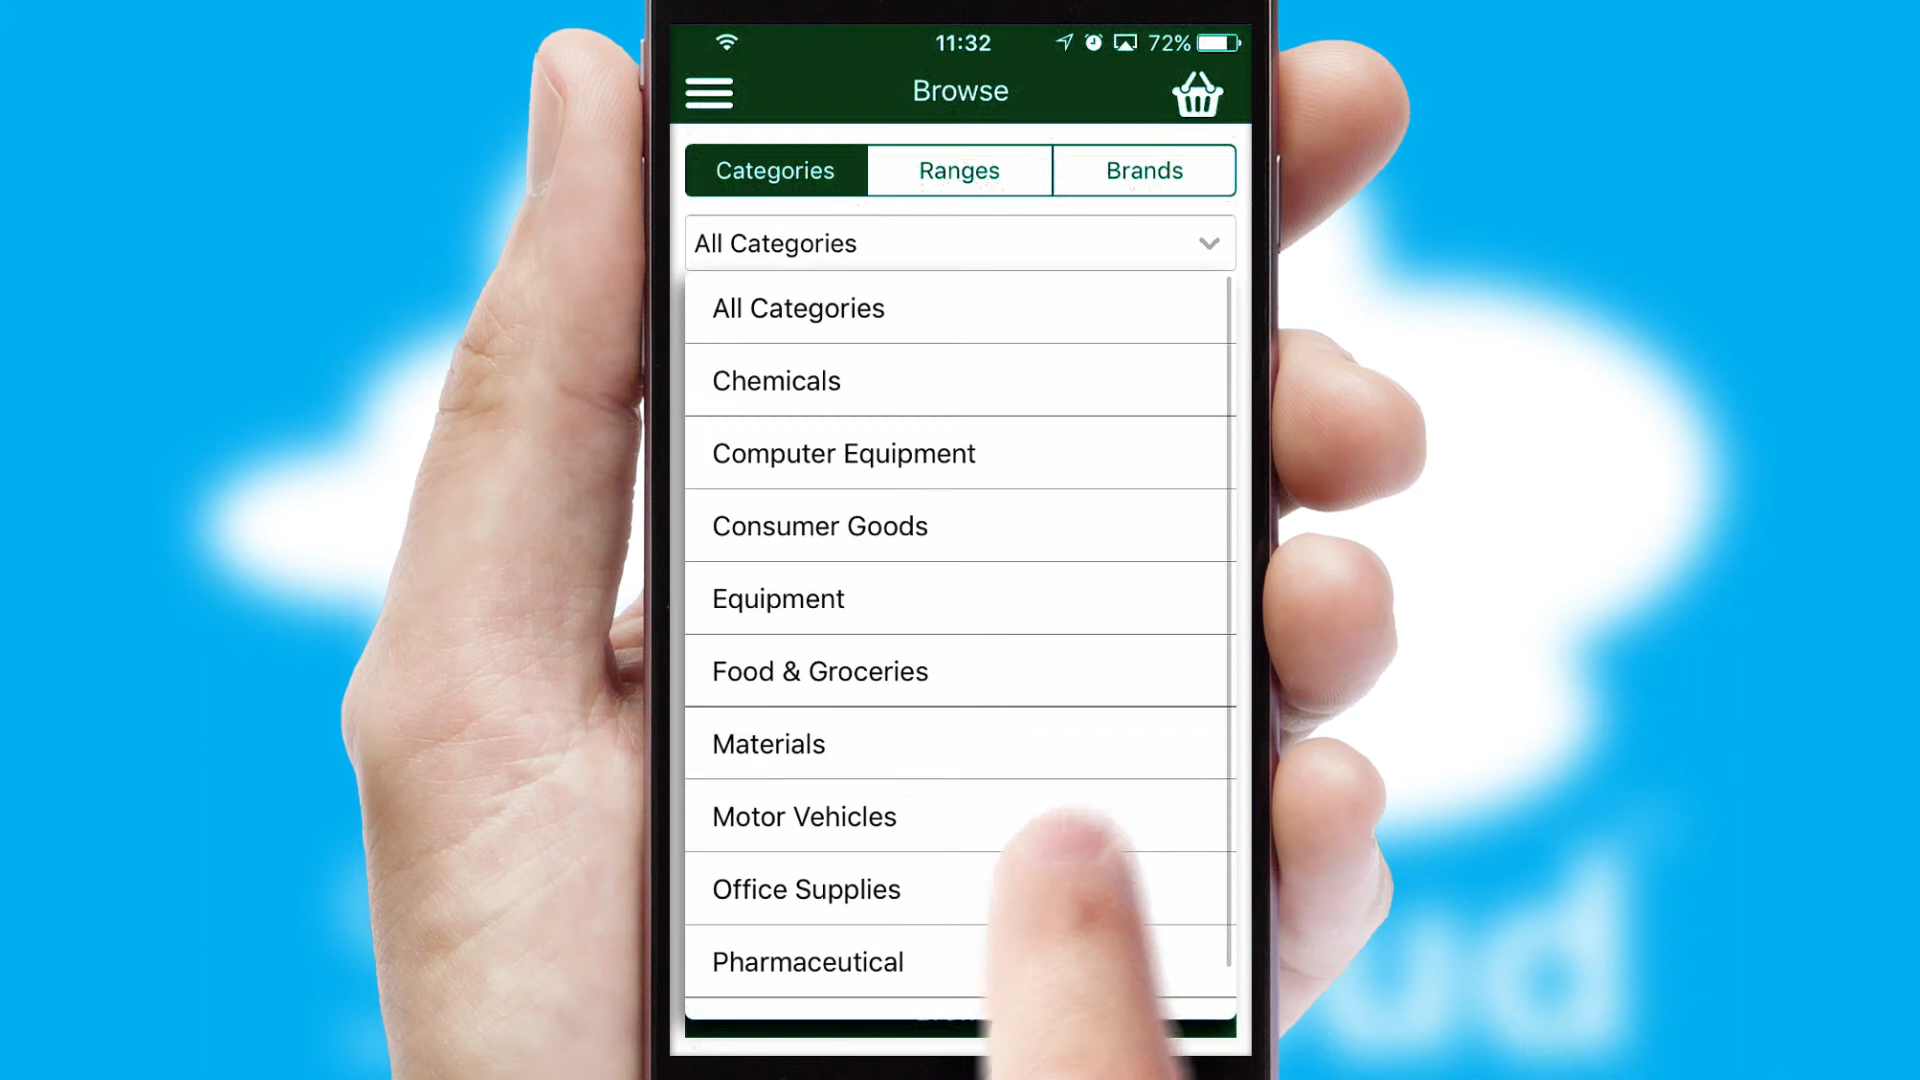 11:32
72%
Browse
Categories
Ranges
Brands
All Categories
All Categories
Chemicals
Computer Equipment
Consumer Goods
Equipment
Food & Groceries
Materials
Motor Vehicles
Office Supplies
Pharmaceutical